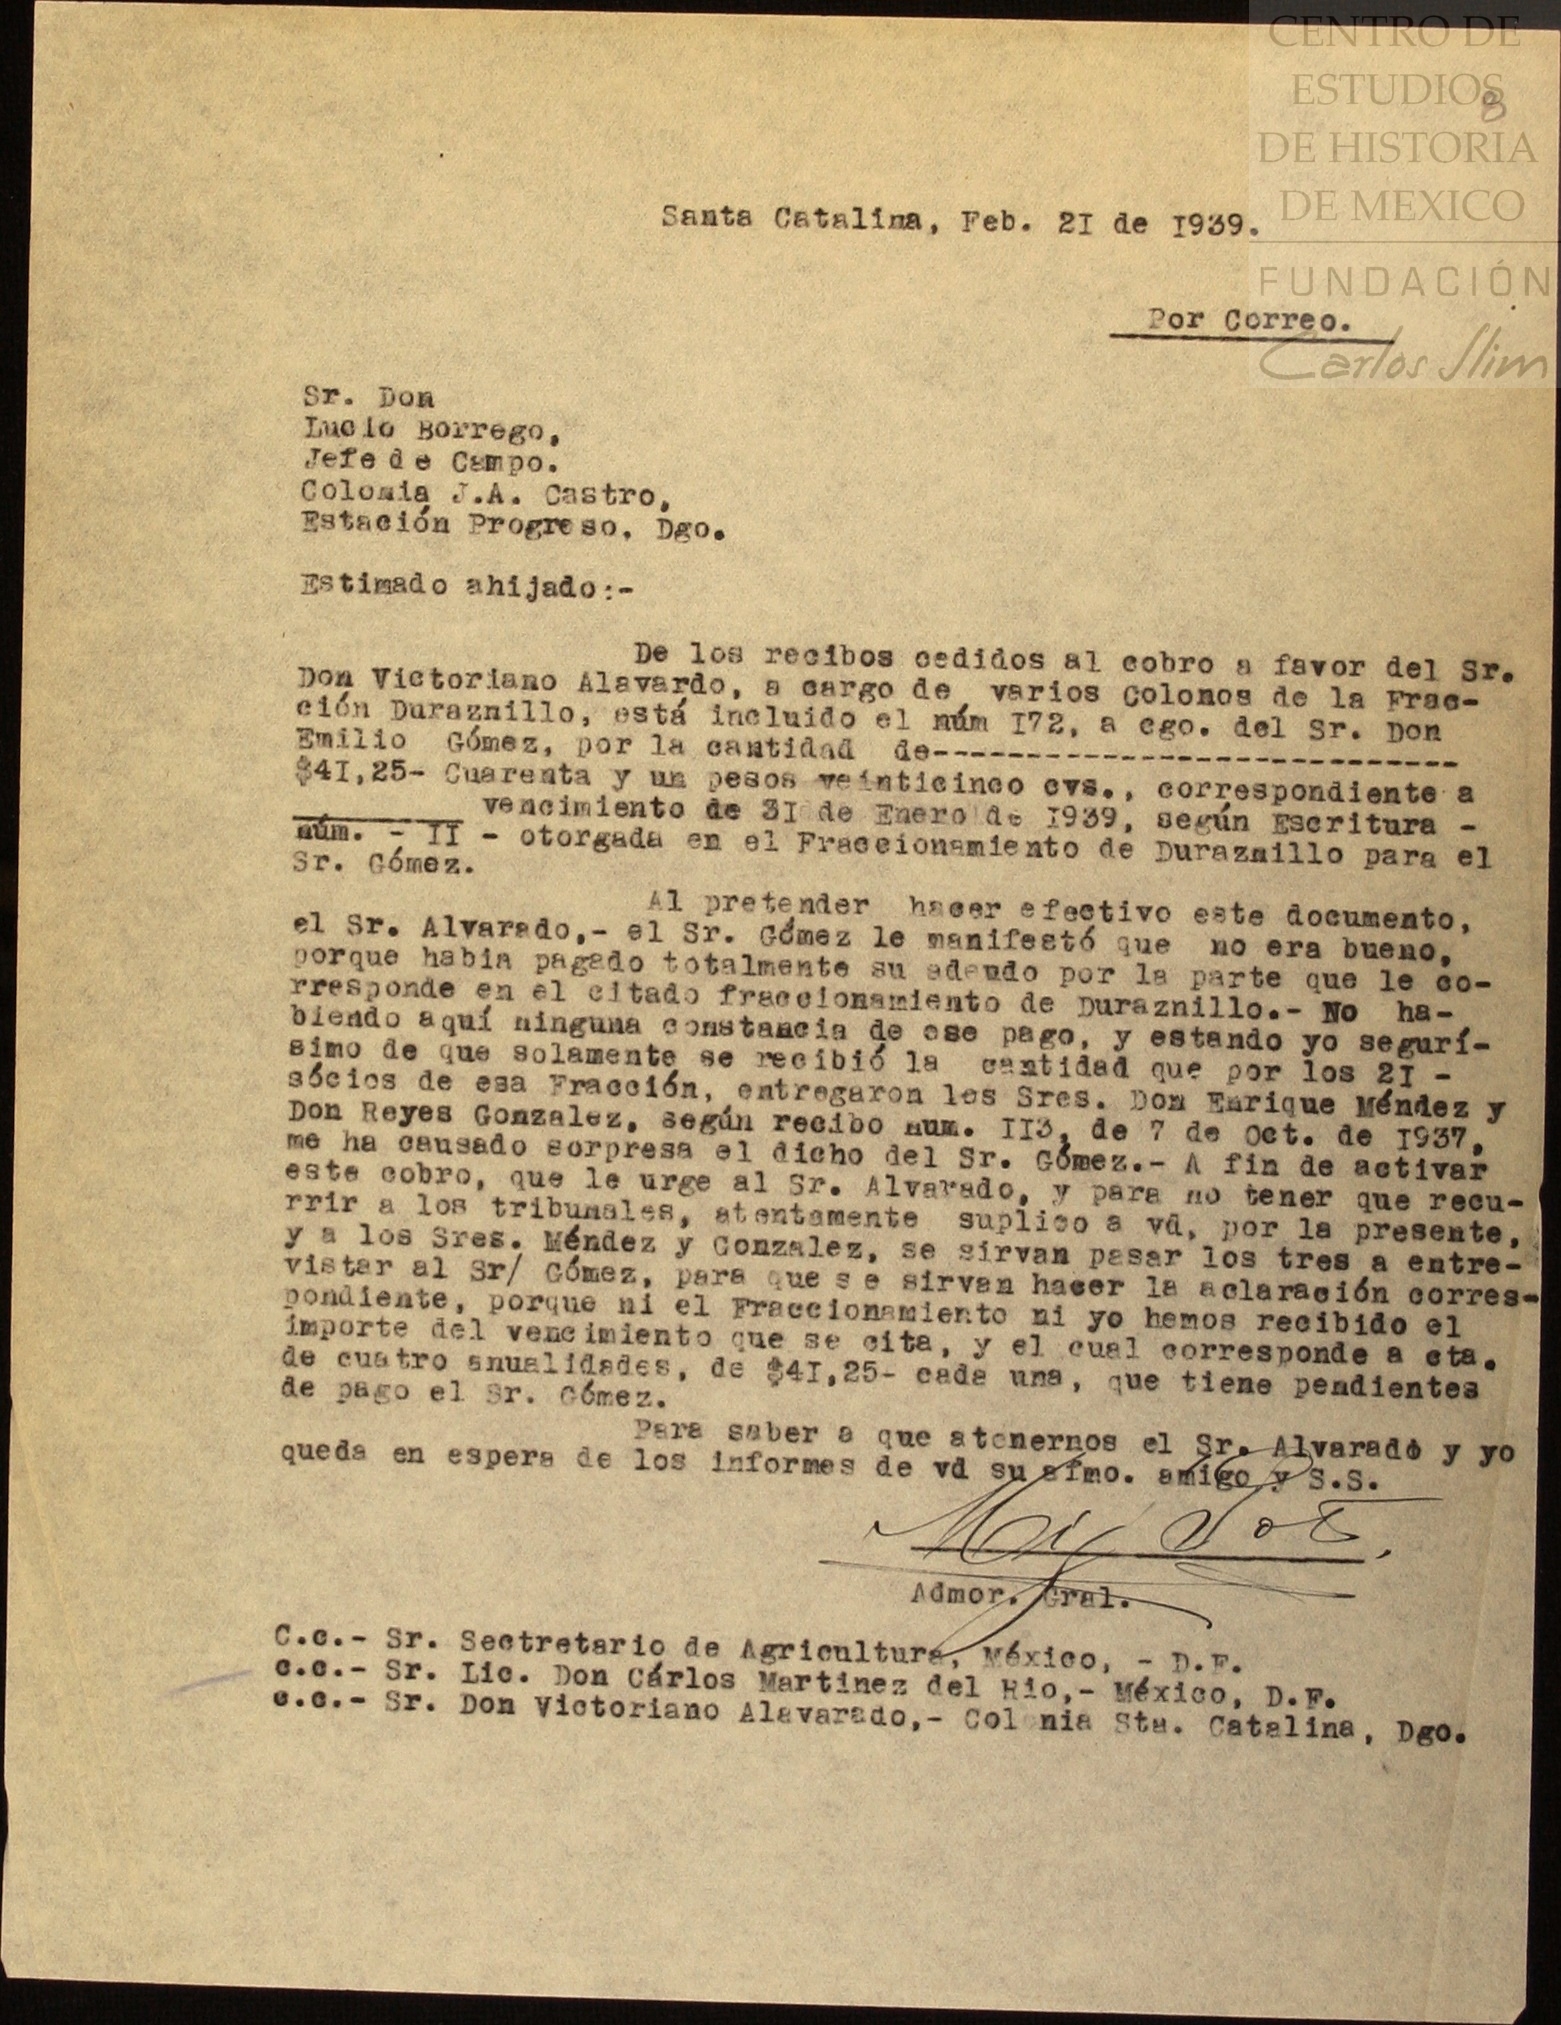 CENTRO DE
ESTUDIOS
8
DE HISTORIA
DE MEXICO
FUNDACIÓN
Carlos Slim
Santa Catalina, Feb. 2I de I939.
Por Correo.
Sr. Don
Lucio Borrego,
Jefe de Campo.
Colonia J.A. Castro,
Estación Progreso, Dgo.
Estimado ahijado:-
De los recibos cedidos al cobro a favor del Sr.
Don Victoriano Alavardo, a cargo de varios Colonos de la Frac-
ción Duraznillo, está incluido el núm I72, a cgo. del Sr. Don
Emilio Gómez, por la cantidad de----------------------------
$4I,25- Cuarenta y un pesos veinticinco cvs., correspondiente a
vencimiento de 3I de Enero de I939, según Escritura -
núm. - II - otorgada en el Fraccionamiento de Duraznillo para el
Sr. Gómez.
Al pretender hacer efectivo este documento,
el Sr. Alvarado,- el Sr. Gómez le manifestó que no era bueno,
porque habia pagado totalmente su adeudo por la parte que le co-
rresponde en el citado fraccionamiento de Duraznillo.- No ha-
biendo aquí ninguna constancia de ese pago, y estando yo segurí-
simo de que solamente se recibió la cantidad que por los 2I -
sócios de esa Fracción, entregaron los Sres. Don Enrique Méndez y
Don Reyes Gonzalez, según recibo num. II3, de 7 de Oct. de I937,
me ha causado sorpresa el dicho del Sr. Gómez.- A fin de activar
este cobro, que le urge al Sr. Alvarado, y para no tener que recu-
rrir a los tribunales, atentamente suplico a vd, por la presente,
y a los Sres. Méndez y Gonzalez, se sirvan pasar los tres a entre-
vistar al Sr/ Gómez, para que s e sirvan hacer la aclaración corres-
pondiente, porque ni el Fraccionamiento ni yo hemos recibido el
importe del vencimiento que se cita, y el cual corresponde a cta.
de cuatro anualidades, de $4I,25- cada una, que tiene pendientes
de pago el Sr. Gómez.
Para saber a que atenernos el Sr. Alvarado y yo
queda en espera de los informes de vd su afmo. amigo y S.S.
Admor. Gral.
C.c.- Sr. Sectretario de Agricultura, México, - D.F.
c.c.- Sr. Lic. Don Cárlos Martinez del Rio,- México, D.F.
c.c.- Sr. Don Victoriano Alavarado,- Colonia Sta. Catalina, Dgo.